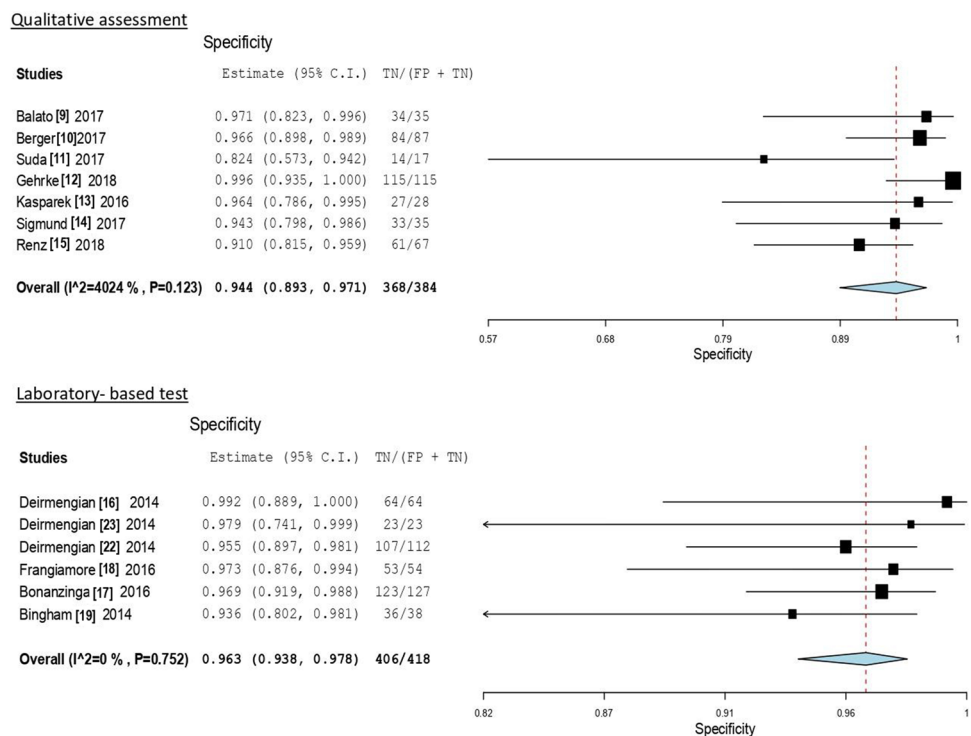 Qualitative assessment
Specificity
Studies Estimate (95% C.I.) TN/(FP + TN)
Balato [9] 2017 0.971 (0.823, 0.996) 34/35
Berger[10]2017 0.966 (0.898, 0.989) 84/87
Suda [11] 2017 0.824 (0.573, 0.942) 14/17
Gehrke[12] 2018 0.996 (0.935, 1.000) 115/115
Kasparek [13] 2016 0.964 (0.786, 0.995) 27/28
Sigmund [14] 2017 0.943 (0.798, 0.986) 33/35
Renz [15] 2018 0.910 (0.815, 0.959) 61/67
Overall (I^2=4024 % , P=0.123) 0.944 (0.893, 0.971) 368/384
0.57 0.68 0.79 0.89 1
Specificity
Laboratory- based test
Specificity
Studies Estimate (95% C.I.) TN/(FP + TN)
Deirmengian [16] 2014 0.992 (0.889, 1.000) 64/64
Deirmengian [23] 2014 0.979 (0.741, 0.999) 23/23
Deirmengian [22] 2014 0.955 (0.897, 0.981) 107/112
Frangiamore [18] 2016 0.973 (0.876, 0.994) 53/54
Bonanzinga [17] 2016 0.969 (0.919, 0.988) 123/127
Bingham [19] 2014 0.936 (0.802, 0.981) 36/38
Overall (I^2=0 % , P=0.752) 0.963 (0.938, 0.978) 406/418
0.82 0.87 0.91 0.96 1
Specificity